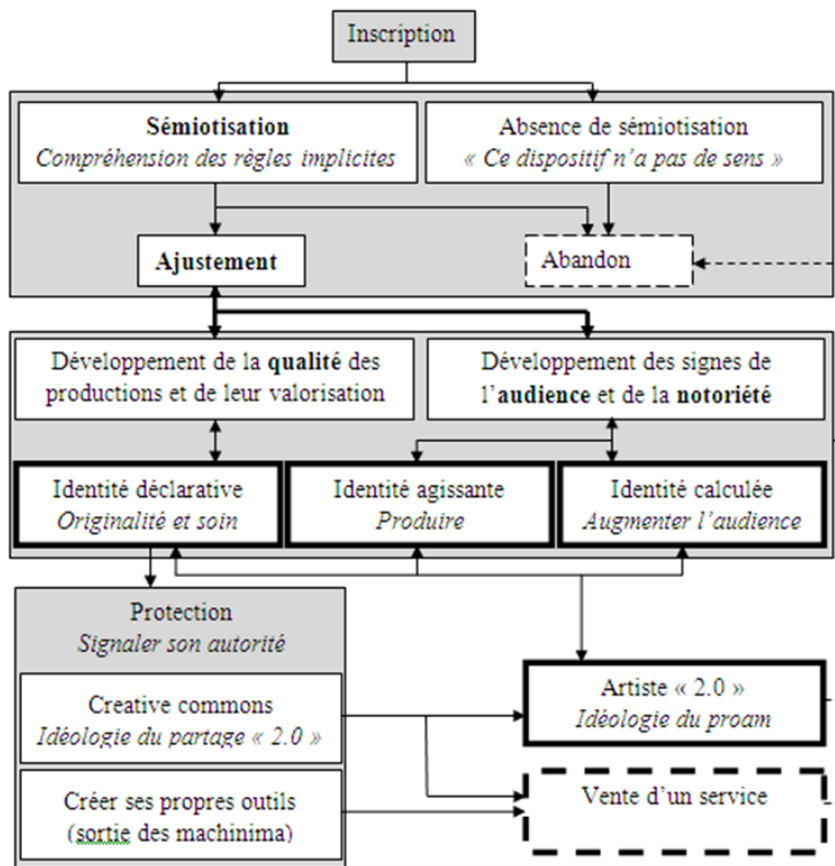 Inscription
Sémiotisation
Compréhension des règles implicites
Absence de sémiotisation
« Ce dispositif n'a pas de sens »
Ajustement
Abandon
Développement de la qualité des
productions et de leur valorisation
Développement des signes de
l'audience et de la notoriété
Identité déclarative
Originalité et soin
Identité agissante
Produire
Identité calculée
Augmenter l'audience
Protection
Signaler son autorité
Creative commons
Idéologie du partage « 2.0 »
Artiste « 2.0 »
Idéologie du proam
Créer ses propres outils
(sortie des machinima)
Vente d'un service